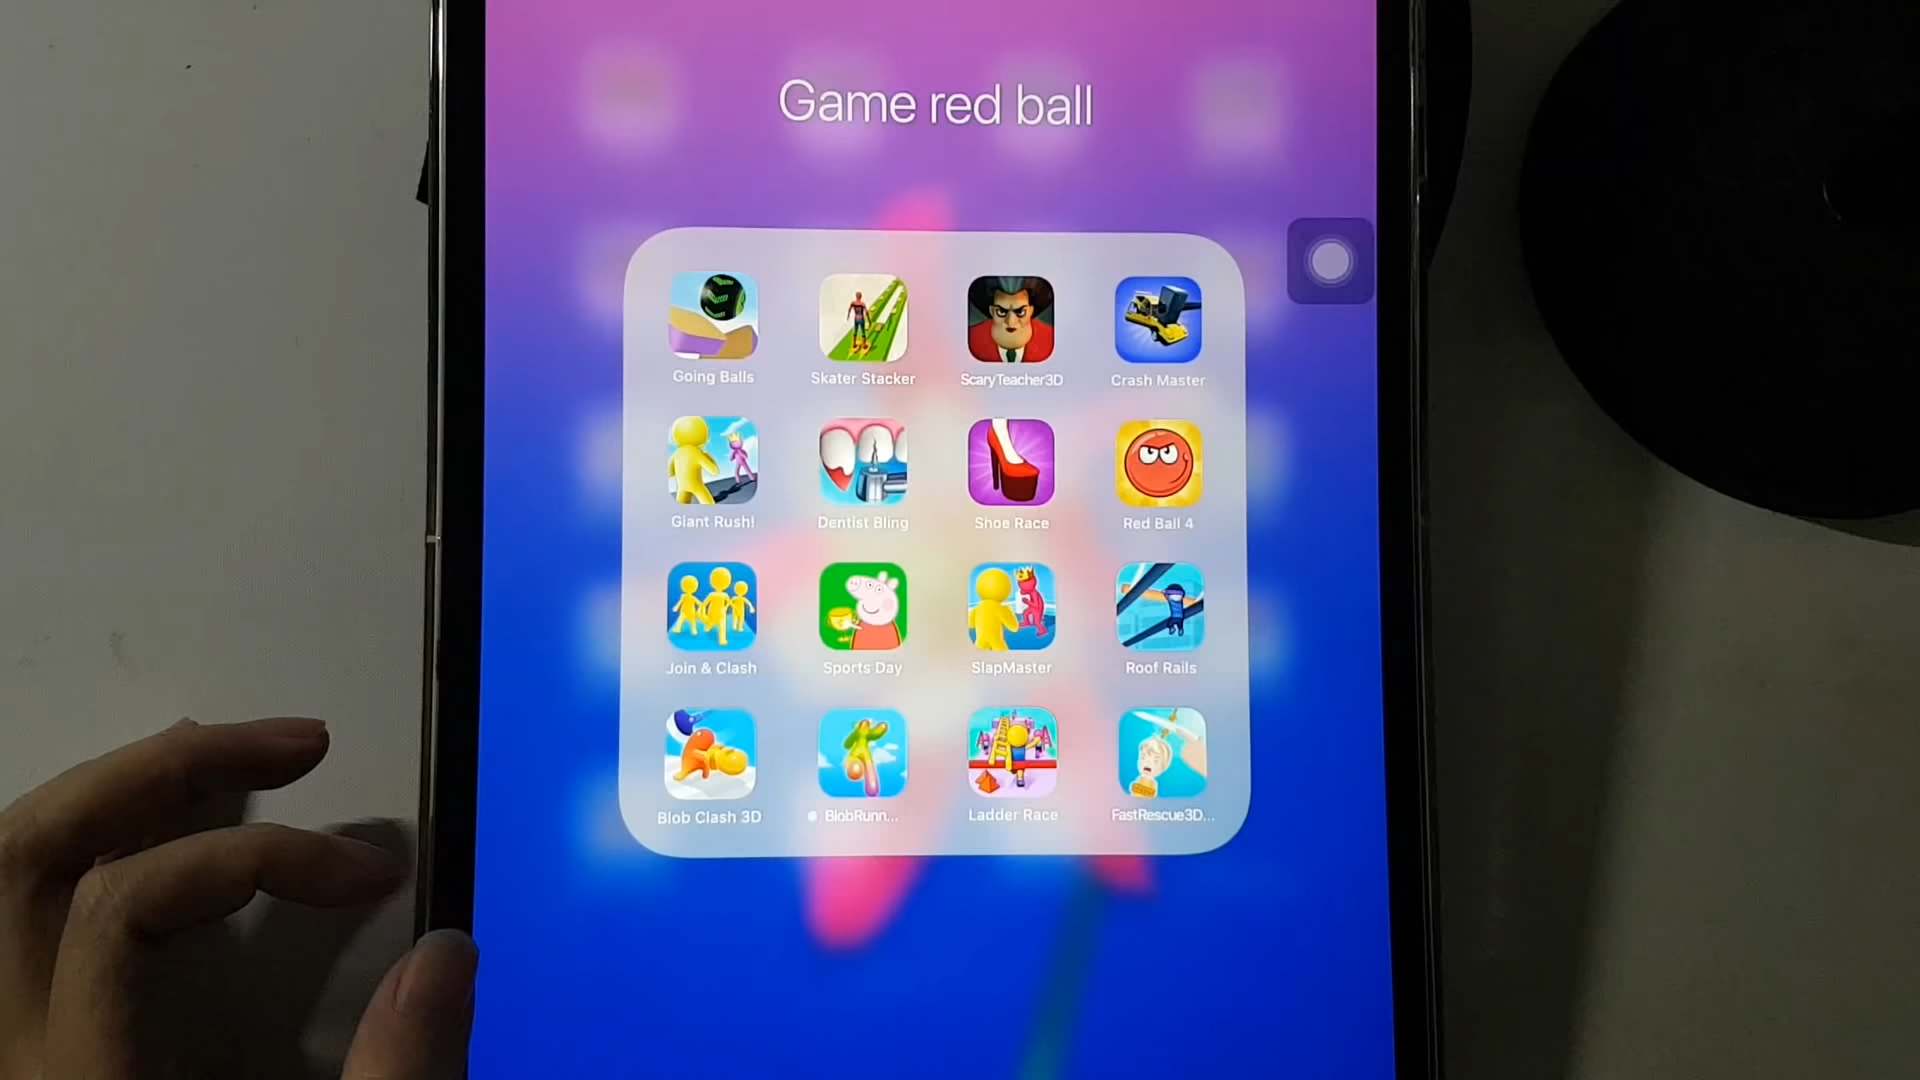 Game red ball
Going Balls
Skater Stacker
ScaryTeacher3D
Crash Master
Giant Rush!
Dentist Bling
Shoe Race
Red Ball 4
Join & Clash
Sports Day
SlapMaster
Roof Rails
Blob Clash 3D
BlobRunn...
Ladder Race
FastRescue3D...